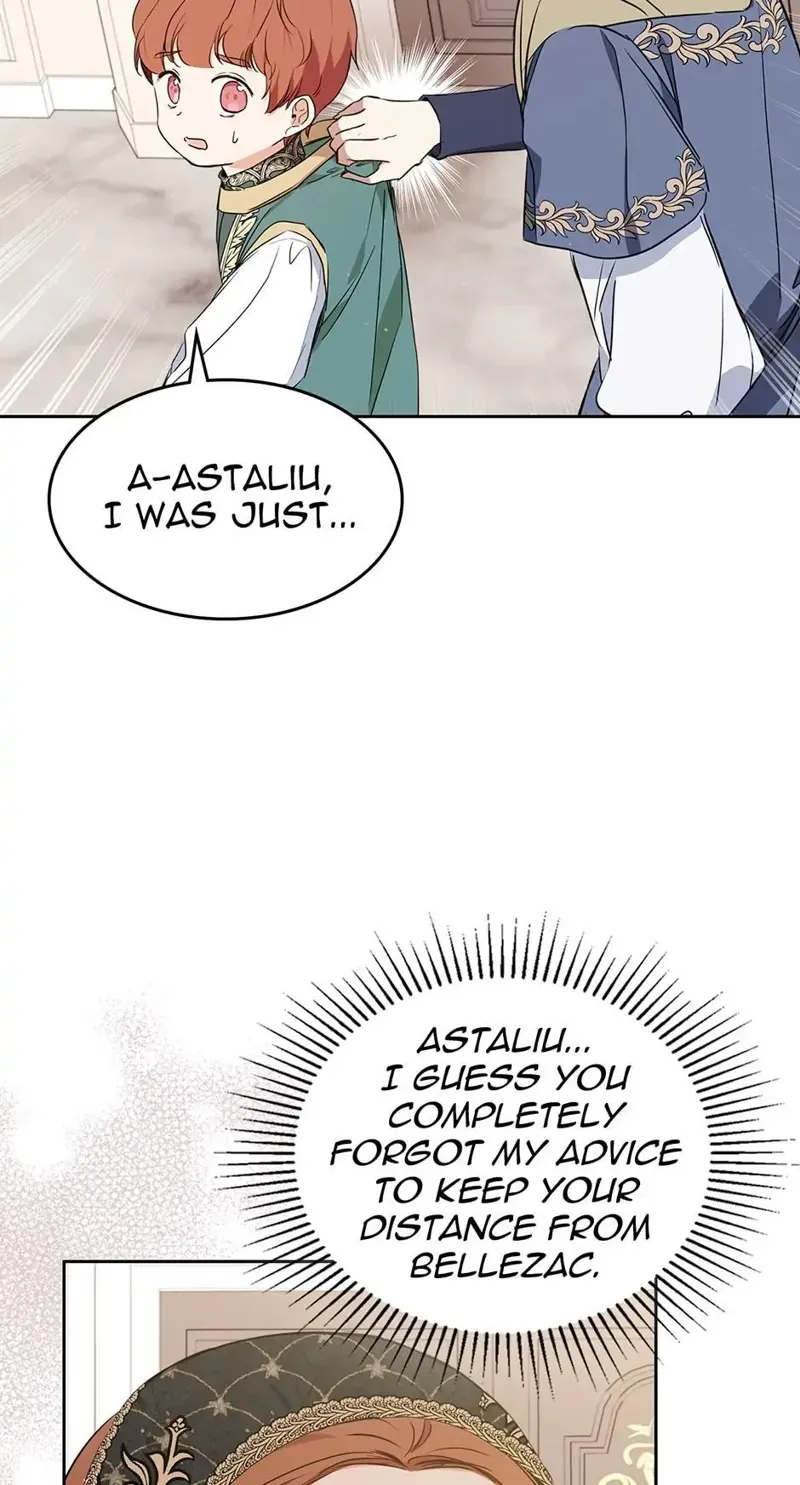 A-ASTALIU,
I WAS JUST...
ASTALIU...
I GUESS YOU
COMPLETELY
FORGOT MY ADVICE
TO KEEP YOUR
DISTANCE FROM
BELLEZAC.